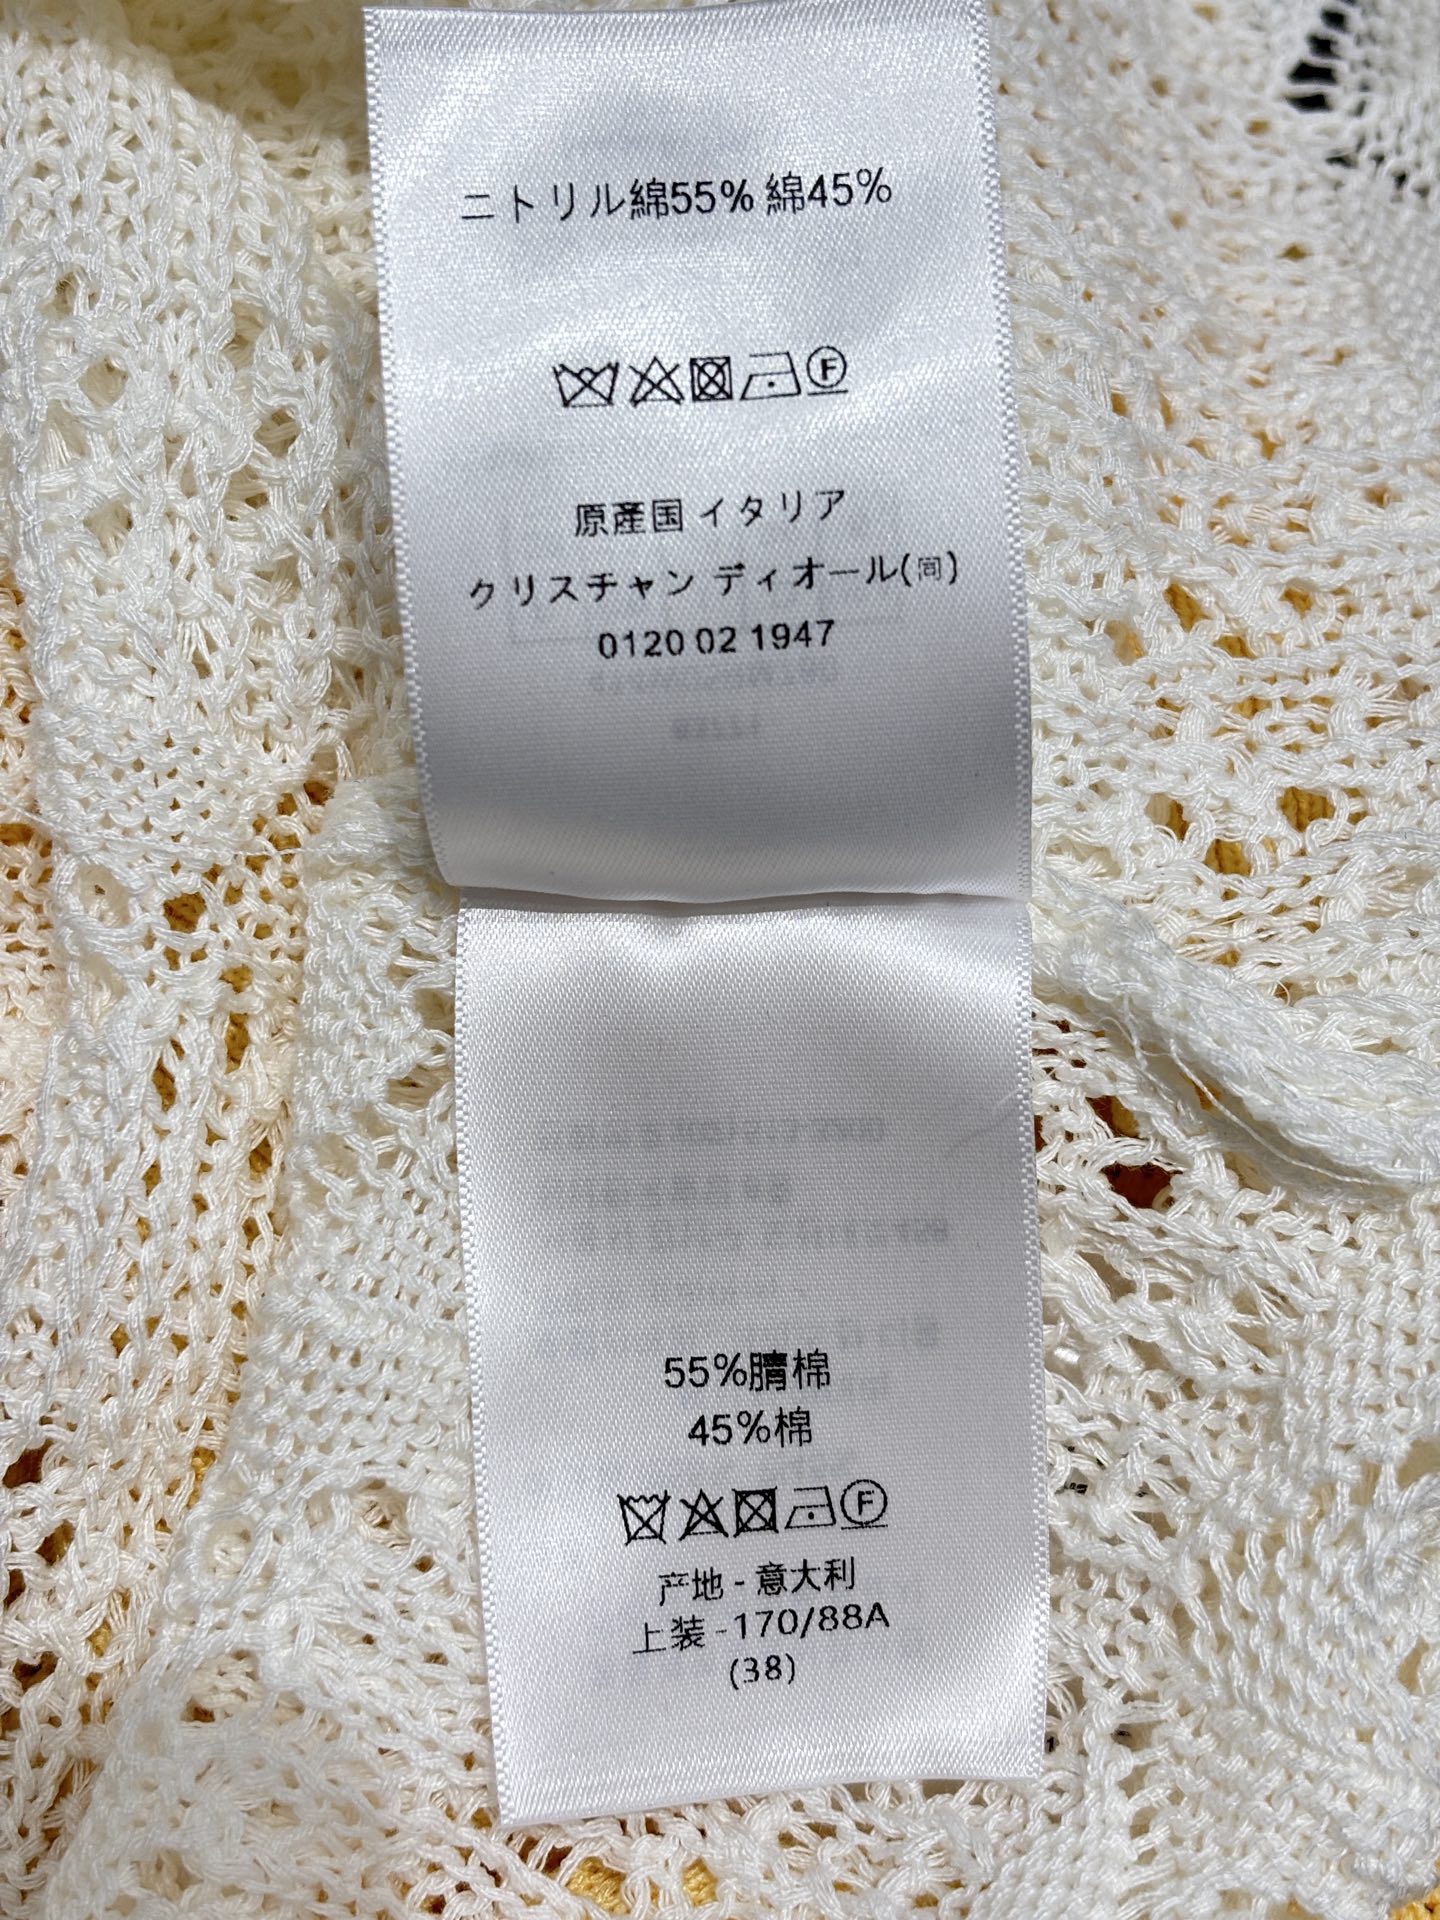 ニトリル綿55% 綿45%
F
原産国 イタリア
クリスチャン ディオール(同)
0120 02 1947
55%腈棉
45%棉
F
产地 - 意大利
上装 - 170/88A
(38)